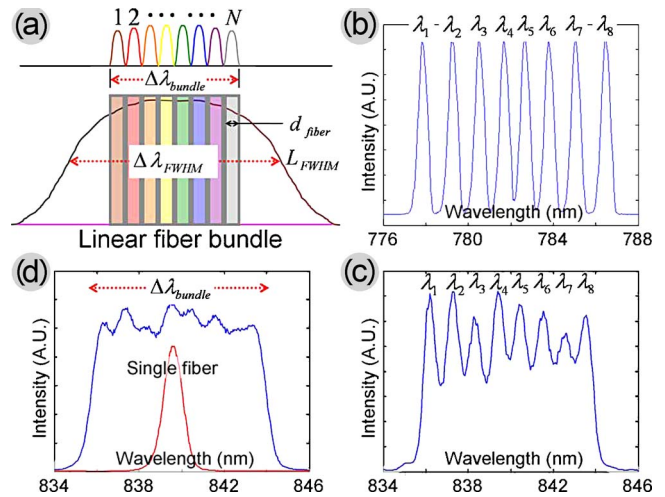 (a)
1 2 ······ N
Δλbundle
d fiber
ΔλFWHM
LFWHM
Linear fiber bundle
(b)
λ1 - λ2 λ3 λ4 λ5 λ6 λ7 - λ8
Intensity (A.U.)
Wavelength (nm)
776 780 784 788
(d)
Δλbundle
Single fiber
Intensity (A.U.)
Wavelength (nm)
834 838 842 846
(c)
λ1 λ2 λ3 λ4 λ5 λ6 λ7 λ8
Intensity (A.U.)
Wavelength (nm)
834 838 842 846